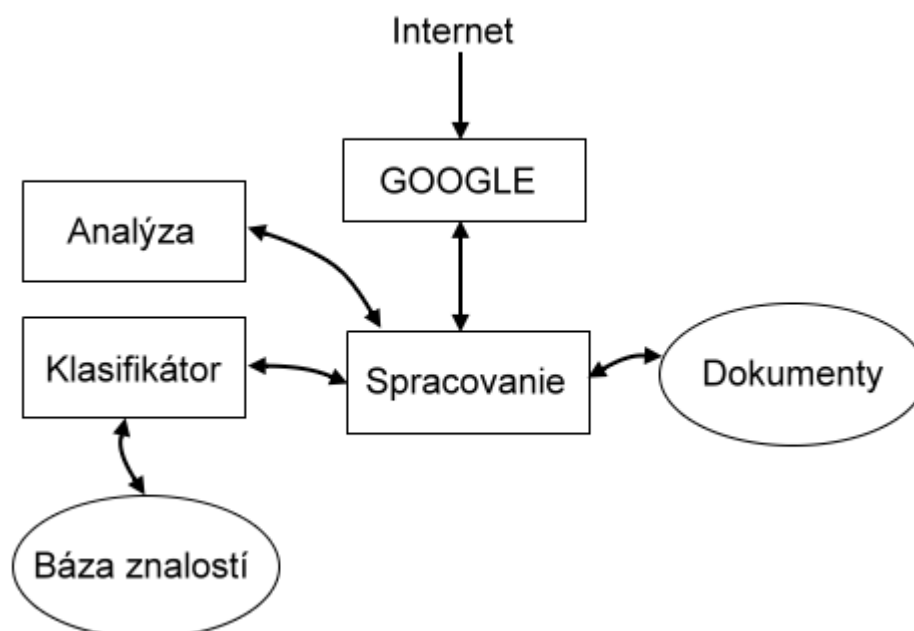 Internet
GOOGLE
Analýza
Klasifikátor
Spracovanie
Dokumenty
Báza znalostí